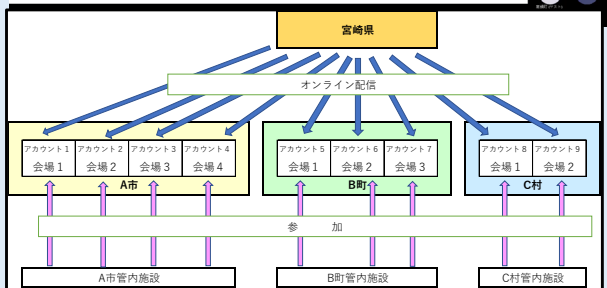 宮崎県
オンライン配信
アカウント1 アカウント2 アカウント3 アカウント4 アカウント5 アカウント6 アカウント7 アカウント8 アカウント9
会場1 会場2 会場3 会場4 会場1 会場2 会場3 会場1 会場2
A市 B町 C村
参 加
A市管内施設 B町管内施設 C村管内施設